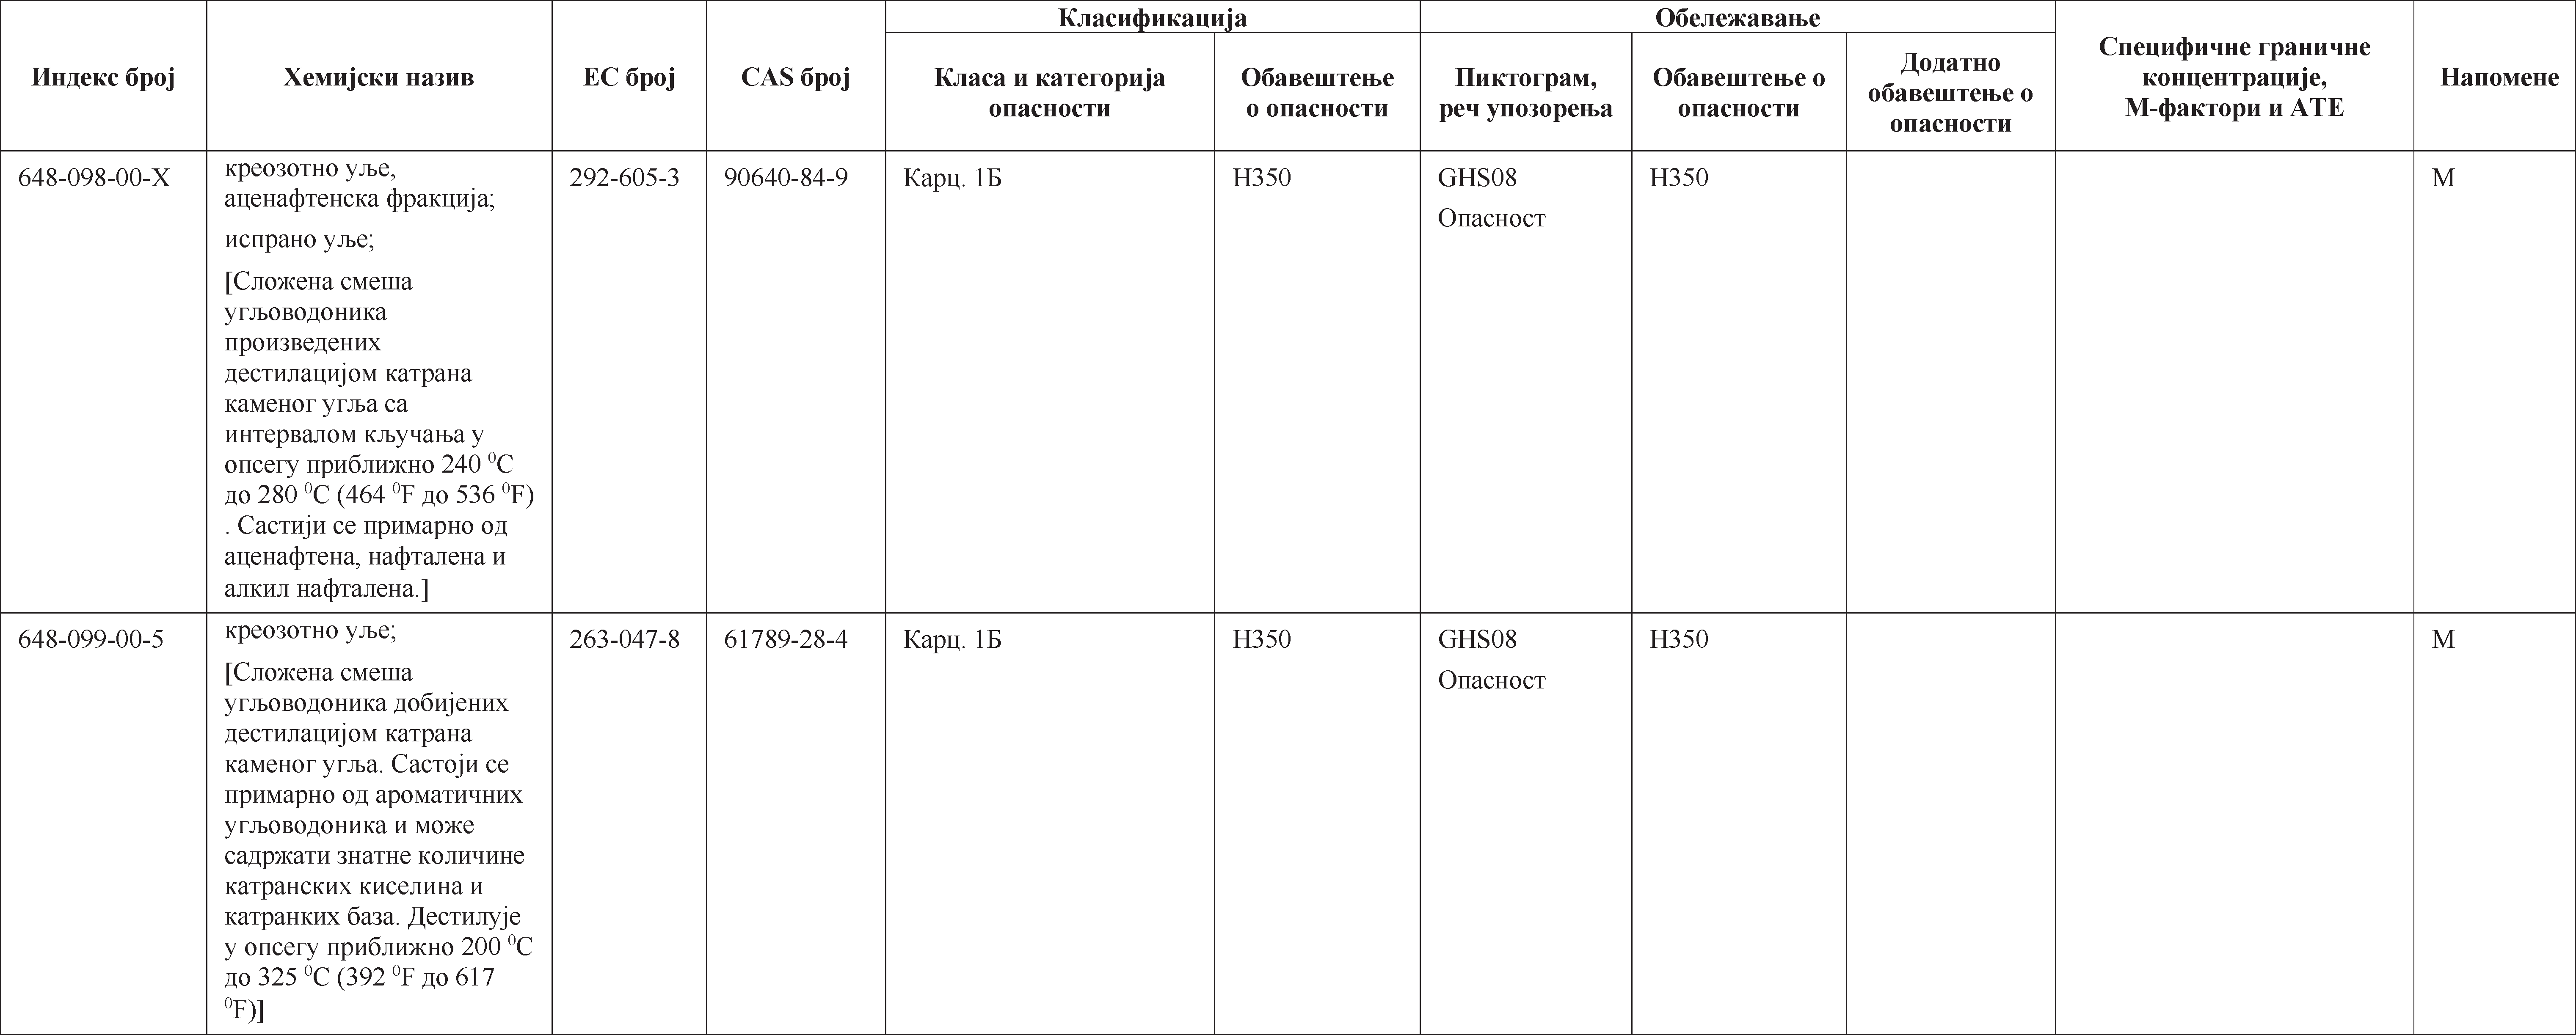 Класификација
Обележавање
Индекс број
Хемијски назив
ЕС број
CAS број
Класа и категорија
опасности
Обавештење
о опасности
Пиктограм,
реч упозорења
Обавештење о
опасности
Додатно
обавештење о
опасности
Специфичне граничне
концентрације,
М-фактори и АТЕ
Напомене
648-098-00-X
креозотно уље,
аценафтенска фракција;
испрано уље;
[Сложена смеша
угљоводоника
произведених
дестилацијом катрана
каменог угља са
интервалом кључања у
опсегу приближно 240 ⁰C
до 280 ⁰C (464 ⁰F до 536 ⁰F)
. Састији се примарно од
аценафтена, нафталена и
алкил нафталена.]
292-605-3
90640-84-9
Карц. 1Б
H350
GHS08
Опасност
H350
M
648-099-00-5
креозотно уље;
[Сложена смеша
угљоводоника добијених
дестилацијом катрана
каменог угља. Састоји се
примарно од ароматичних
угљоводоника и може
садржати знатне количине
катранских киселина и
катранких база. Дестилује
у опсегу приближно 200 ⁰C
до 325 ⁰C (392 ⁰F до 617
⁰F)]
263-047-8
61789-28-4
Карц. 1Б
H350
GHS08
Опасност
H350
M